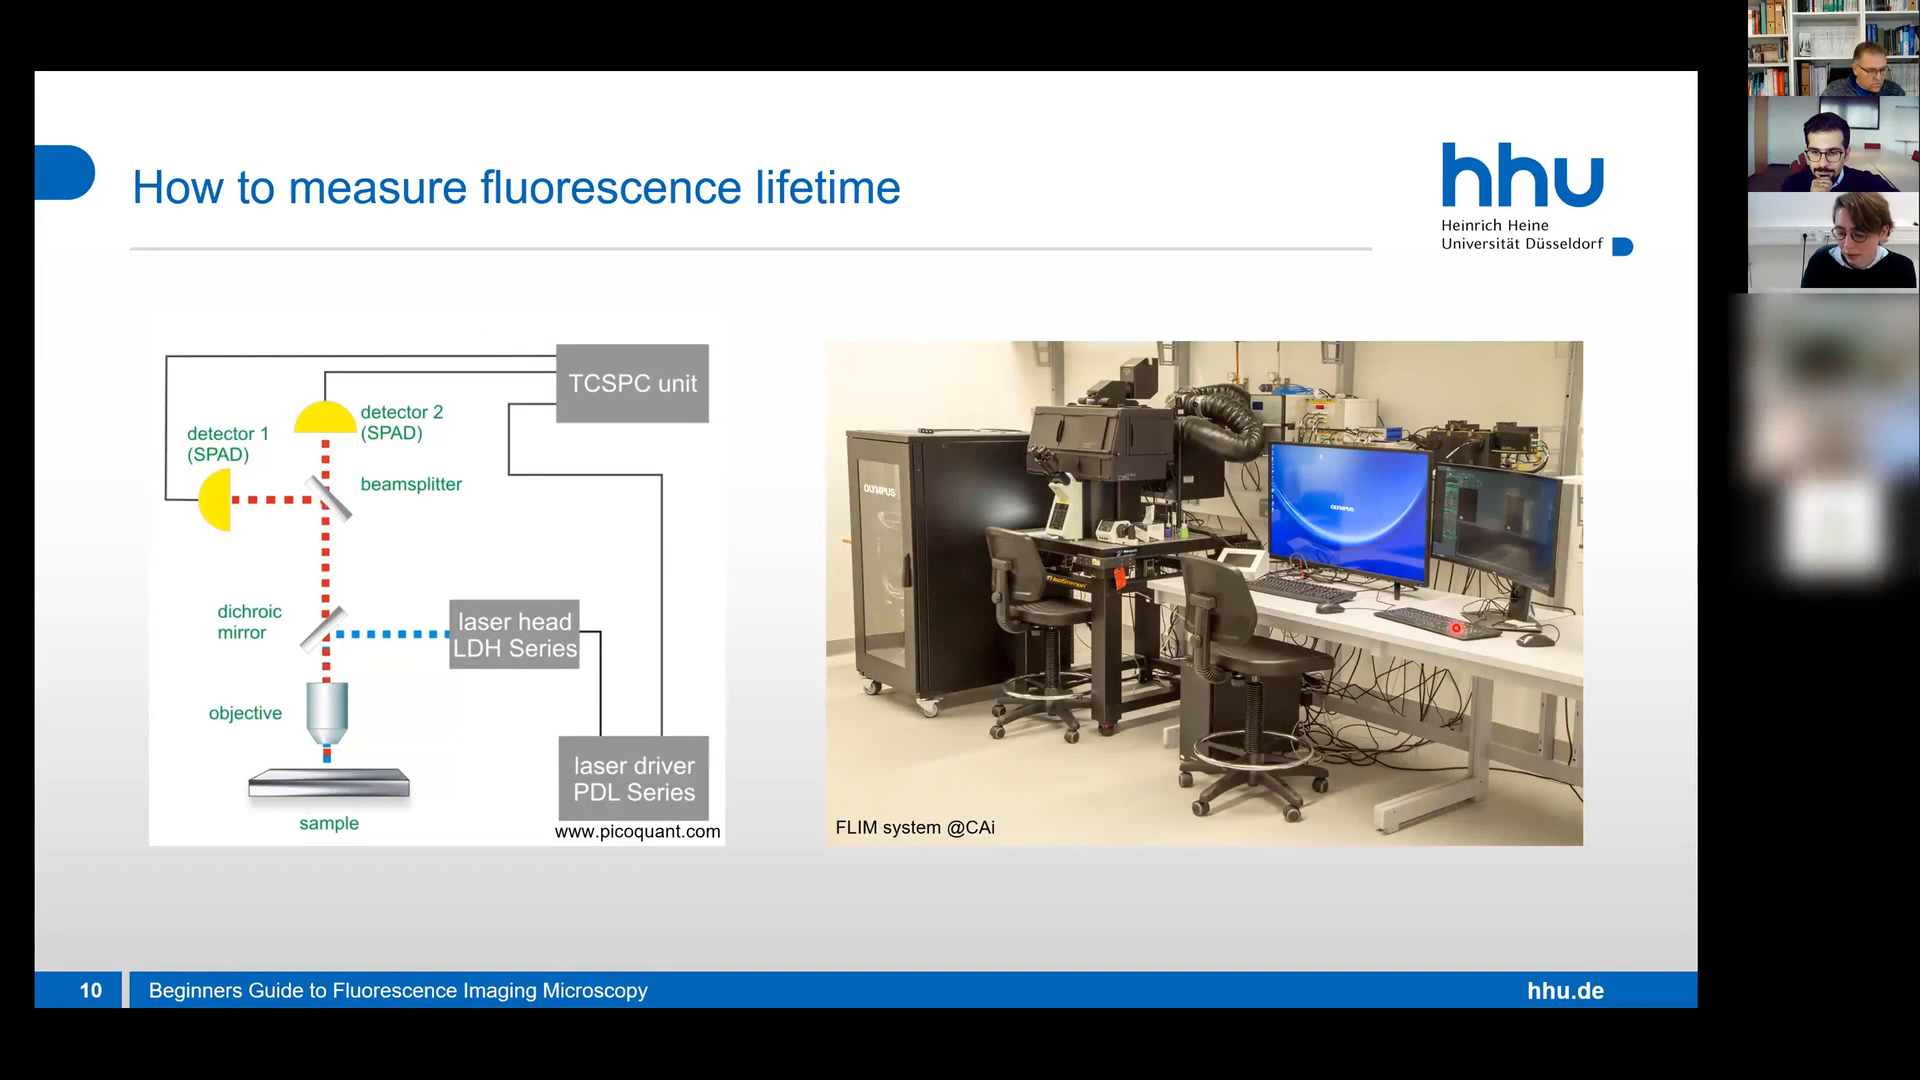 How to measure fluorescence lifetime
hhu
Heinrich Heine
Universität Düsseldorf
TCSPC unit
detector 2
(SPAD)
detector 1
(SPAD)
beamsplitter
dichroic
mirror
laser head
LDH Series
objective
laser driver
PDL Series
sample
www.picoquant.com
OLYMPUS
OLYMPUS
FLIM system @CAi
10
Beginners Guide to Fluorescence Imaging Microscopy
hhu.de